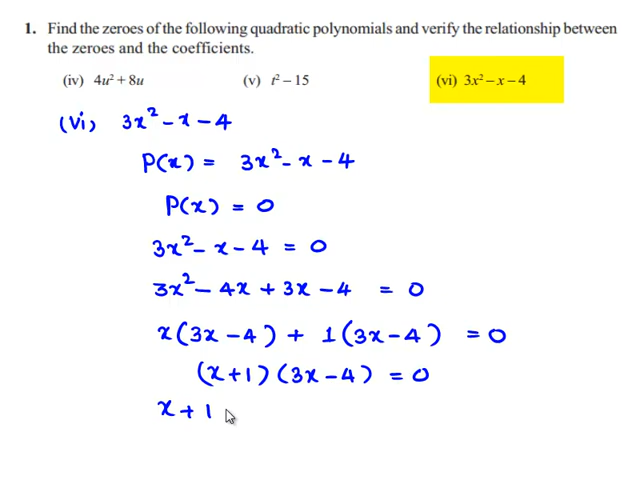 1. Find the zeroes of the following quadratic polynomials and verify the relationship between
the zeroes and the coefficients.
(iv) 4u² + 8u (v) t² – 15 (vi) 3x² – x – 4
(vi) 3x² – x – 4
P(x) = 3x² – x – 4
P(x) = 0
3x² – x – 4 = 0
3x² – 4x + 3x – 4 = 0
x(3x – 4) + 1(3x – 4) = 0
(x + 1)(3x – 4) = 0
x + 1